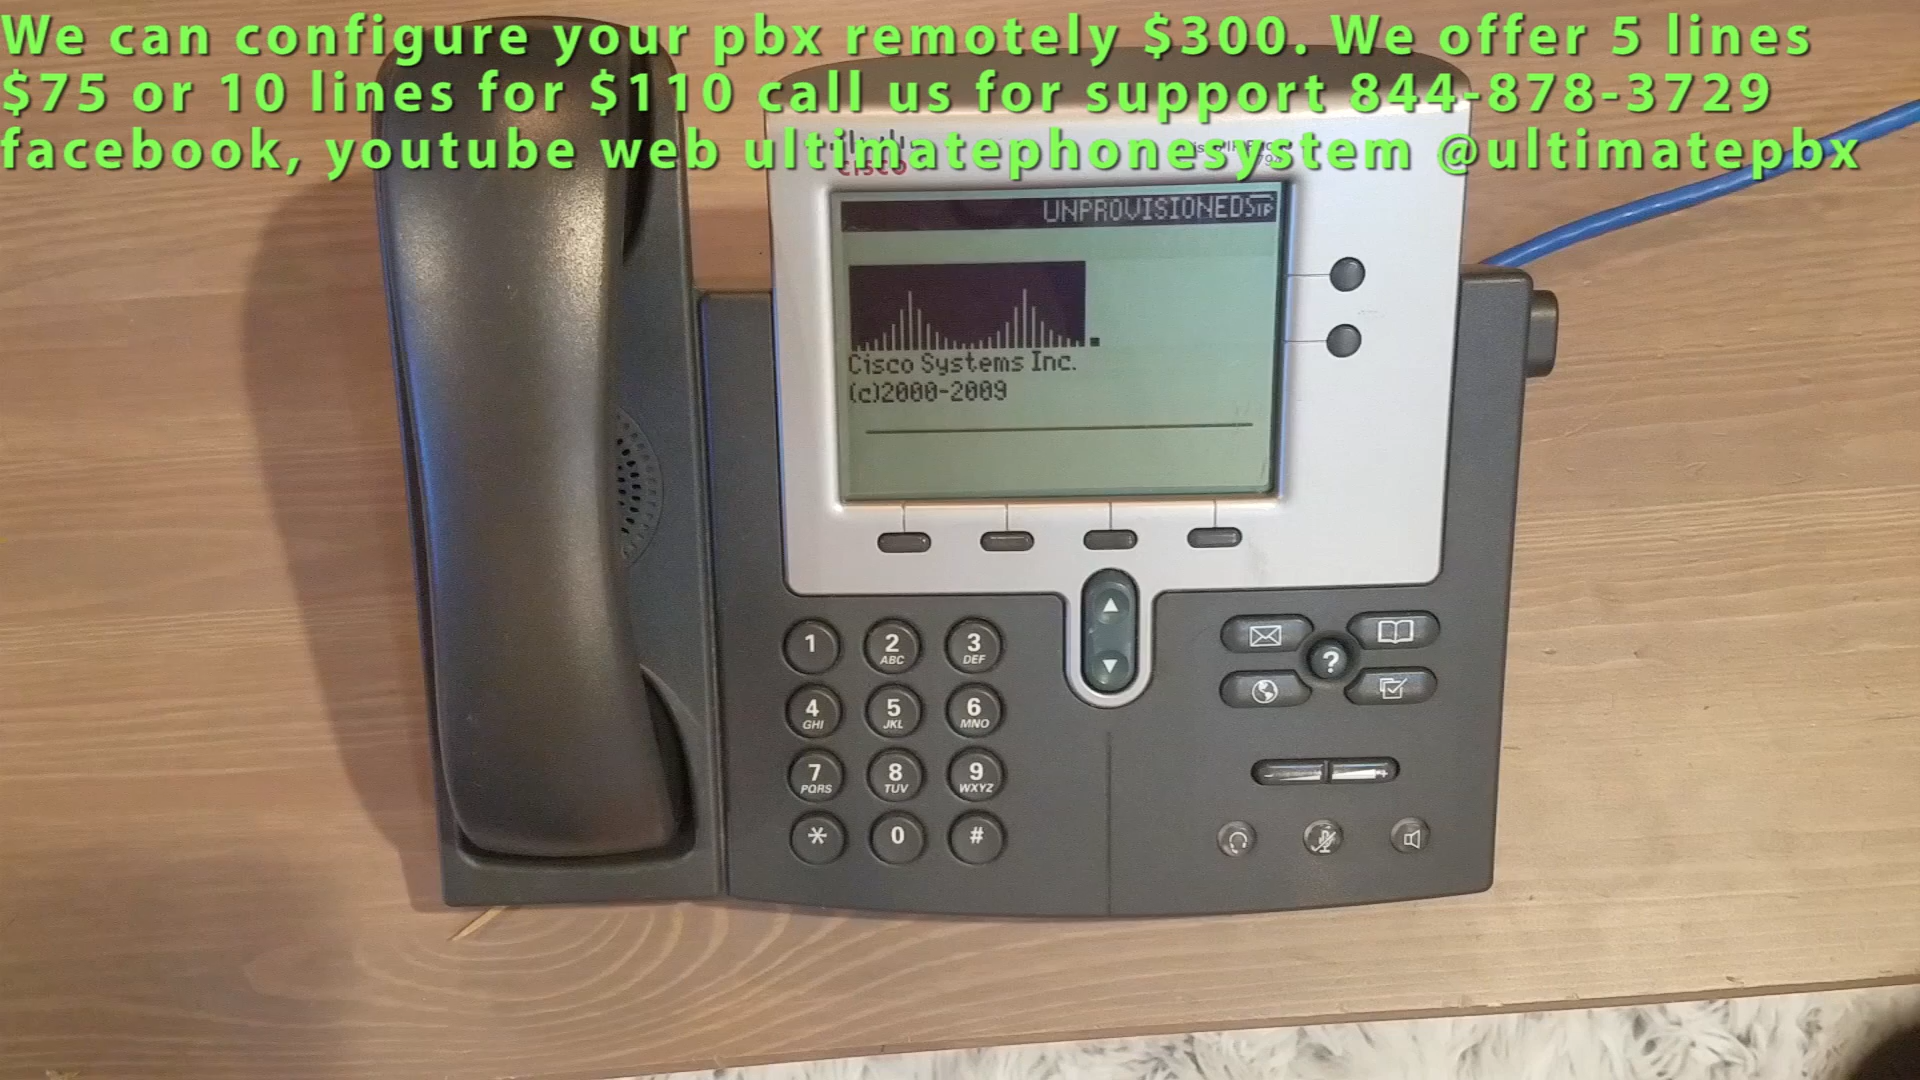 We can configure your pbx remotely $300. We offer 5 lines
$75 or 10 lines for $110 call us for support 844-878-3729
facebook, youtube web ultimatephonesystem @ultimatepbx
CISCO
UNPROVISIONED SIP
Cisco Systems Inc.
(c)2000-2009
1
2 ABC
3 DEF
4 GHI
5 JKL
6 MNO
7 PQRS
8 TUV
9 WXYZ
* 0 #
?
- +